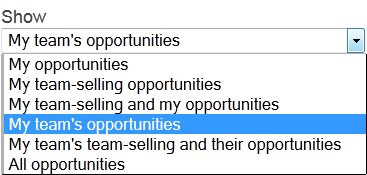 Show
My team's opportunities
My opportunities
My team-selling opportunities
My team-selling and my opportunities
My team's opportunities
My team's team-selling and their opportunities
All opportunities